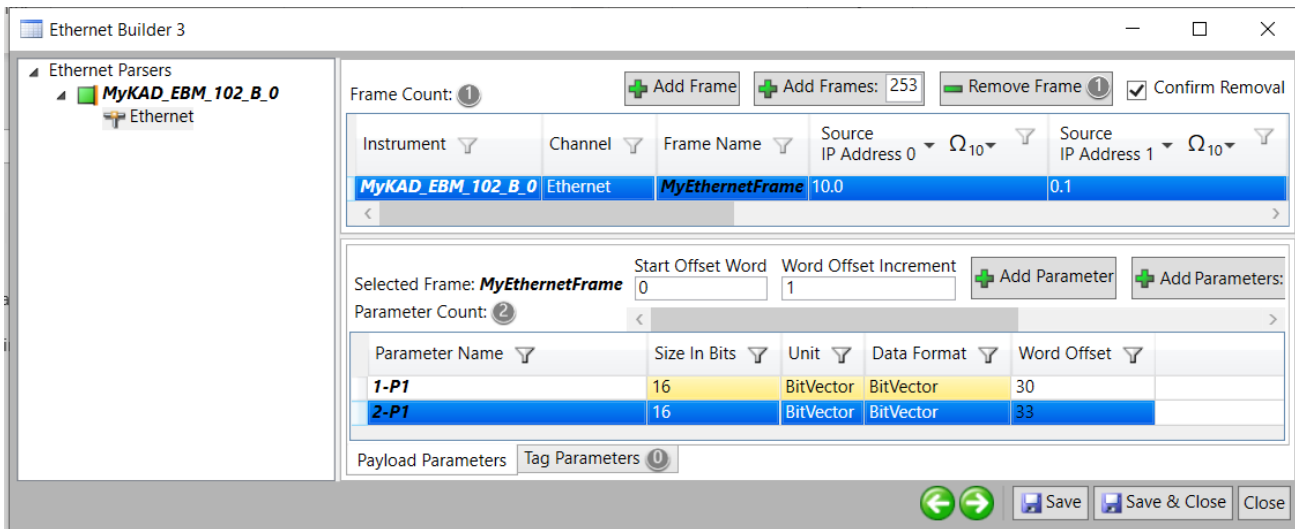 Ethernet Builder 3
Ethernet Parsers
MyKAD_EBM_102_B_0
Ethernet
Frame Count: 1
Add Frame
Add Frames: 253
Remove Frame 1
Confirm Removal
Instrument Channel Frame Name Source IP Address 0 Ω10 Source IP Address 1 Ω10
MyKAD_EBM_102_B_0 Ethernet MyEthernetFrame 10.0 0.1
Start Offset Word Word Offset Increment
Selected Frame: MyEthernetFrame 0 1 Add Parameter Add Parameters:
Parameter Count: 2
Parameter Name Size In Bits Unit Data Format Word Offset
1-P1 16 BitVector BitVector 30
2-P1 16 BitVector BitVector 33
Payload Parameters Tag Parameters 0
Save Save & Close Close